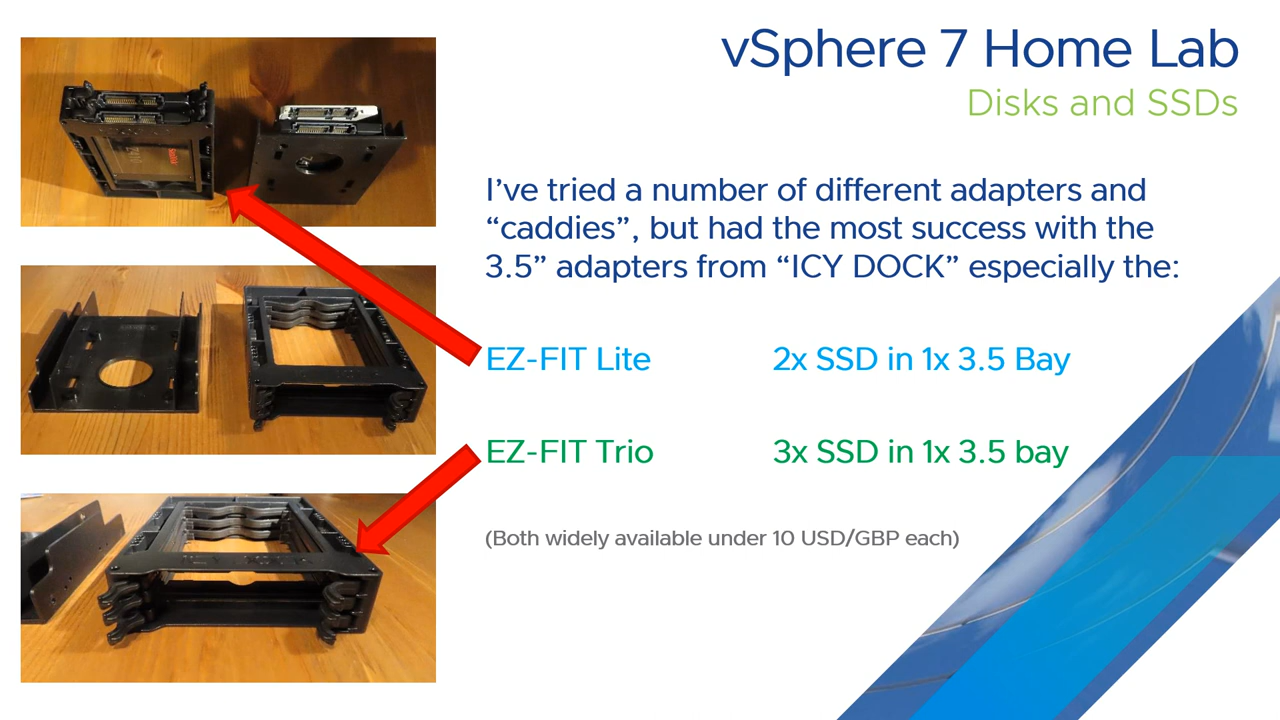 vSphere 7 Home Lab
Disks and SSDs
I’ve tried a number of different adapters and
“caddies”, but had the most success with the
3.5” adapters from “ICY DOCK” especially the:
EZ-FIT Lite 2x SSD in 1x 3.5 Bay
EZ-FIT Trio 3x SSD in 1x 3.5 bay
(Both widely available under 10 USD/GBP each)